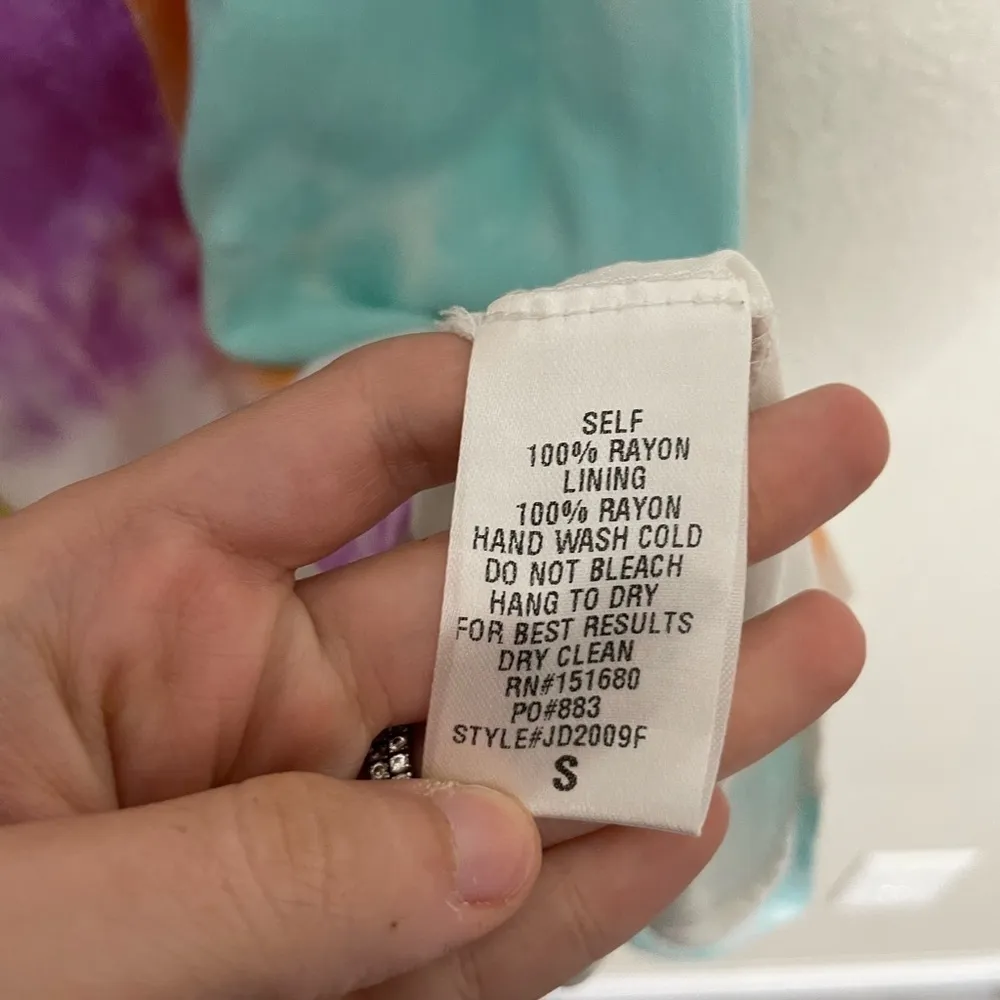 SELF
100% RAYON
LINING
100% RAYON
HAND WASH COLD
DO NOT BLEACH
HANG TO DRY
FOR BEST RESULTS
DRY CLEAN
RN#151680
PO#883
STYLE#JD2009F
S